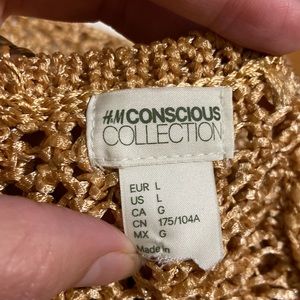 H&M CONSCIOUS
COLLECTION
EUR L
US L
CA G
CN 175/104A
MX G
Made in